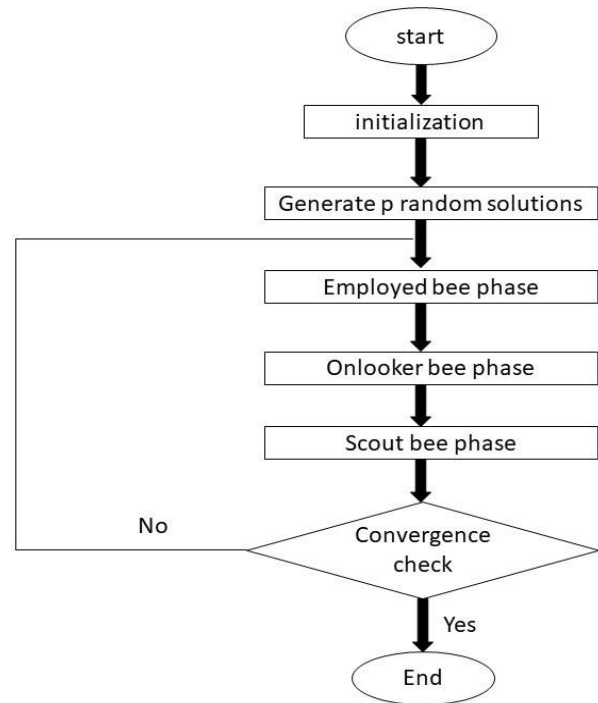 start
initialization
Generate p random solutions
Employed bee phase
Onlooker bee phase
Scout bee phase
Convergence
check
No
Yes
End